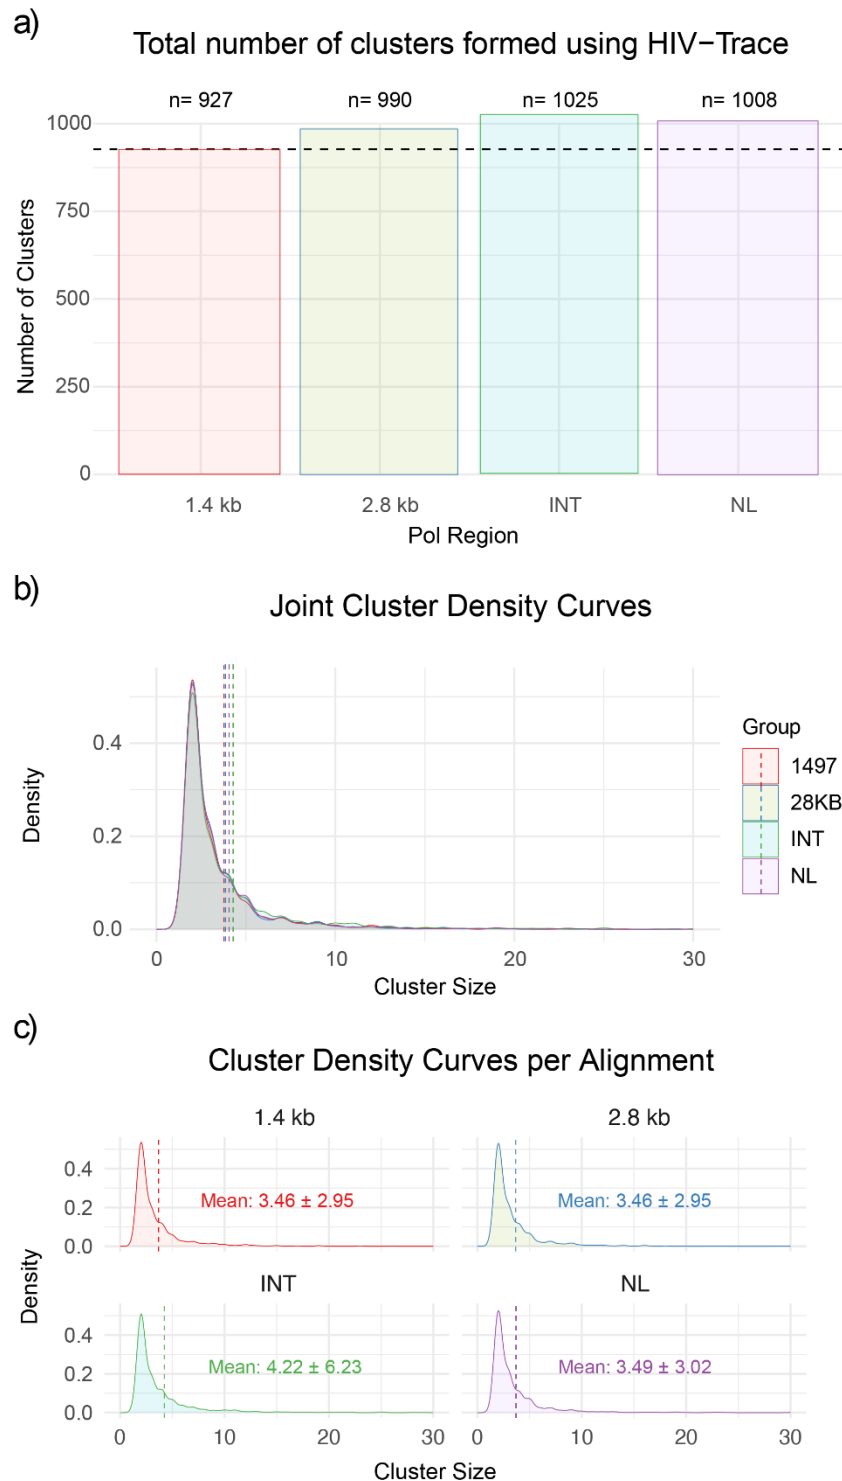 a)
Total number of clusters formed using HIV−Trace
n= 927 n= 990 n= 1025 n= 1008
1000
750
500
250
0
Number of Clusters
1.4 kb 2.8 kb INT NL
Pol Region
b)
Joint Cluster Density Curves
0.4
0.2
0.0
Density
0 10 20 30
Cluster Size
Group
1497
28KB
INT
NL
c)
Cluster Density Curves per Alignment
1.4 kb 2.8 kb
0.4
0.2
0.0
Mean: 3.46 ± 2.95 Mean: 3.46 ± 2.95
Density
INT NL
0.4
0.2
0.0
Mean: 4.22 ± 6.23 Mean: 3.49 ± 3.02
0 10 20 30 0 10 20 30
Cluster Size